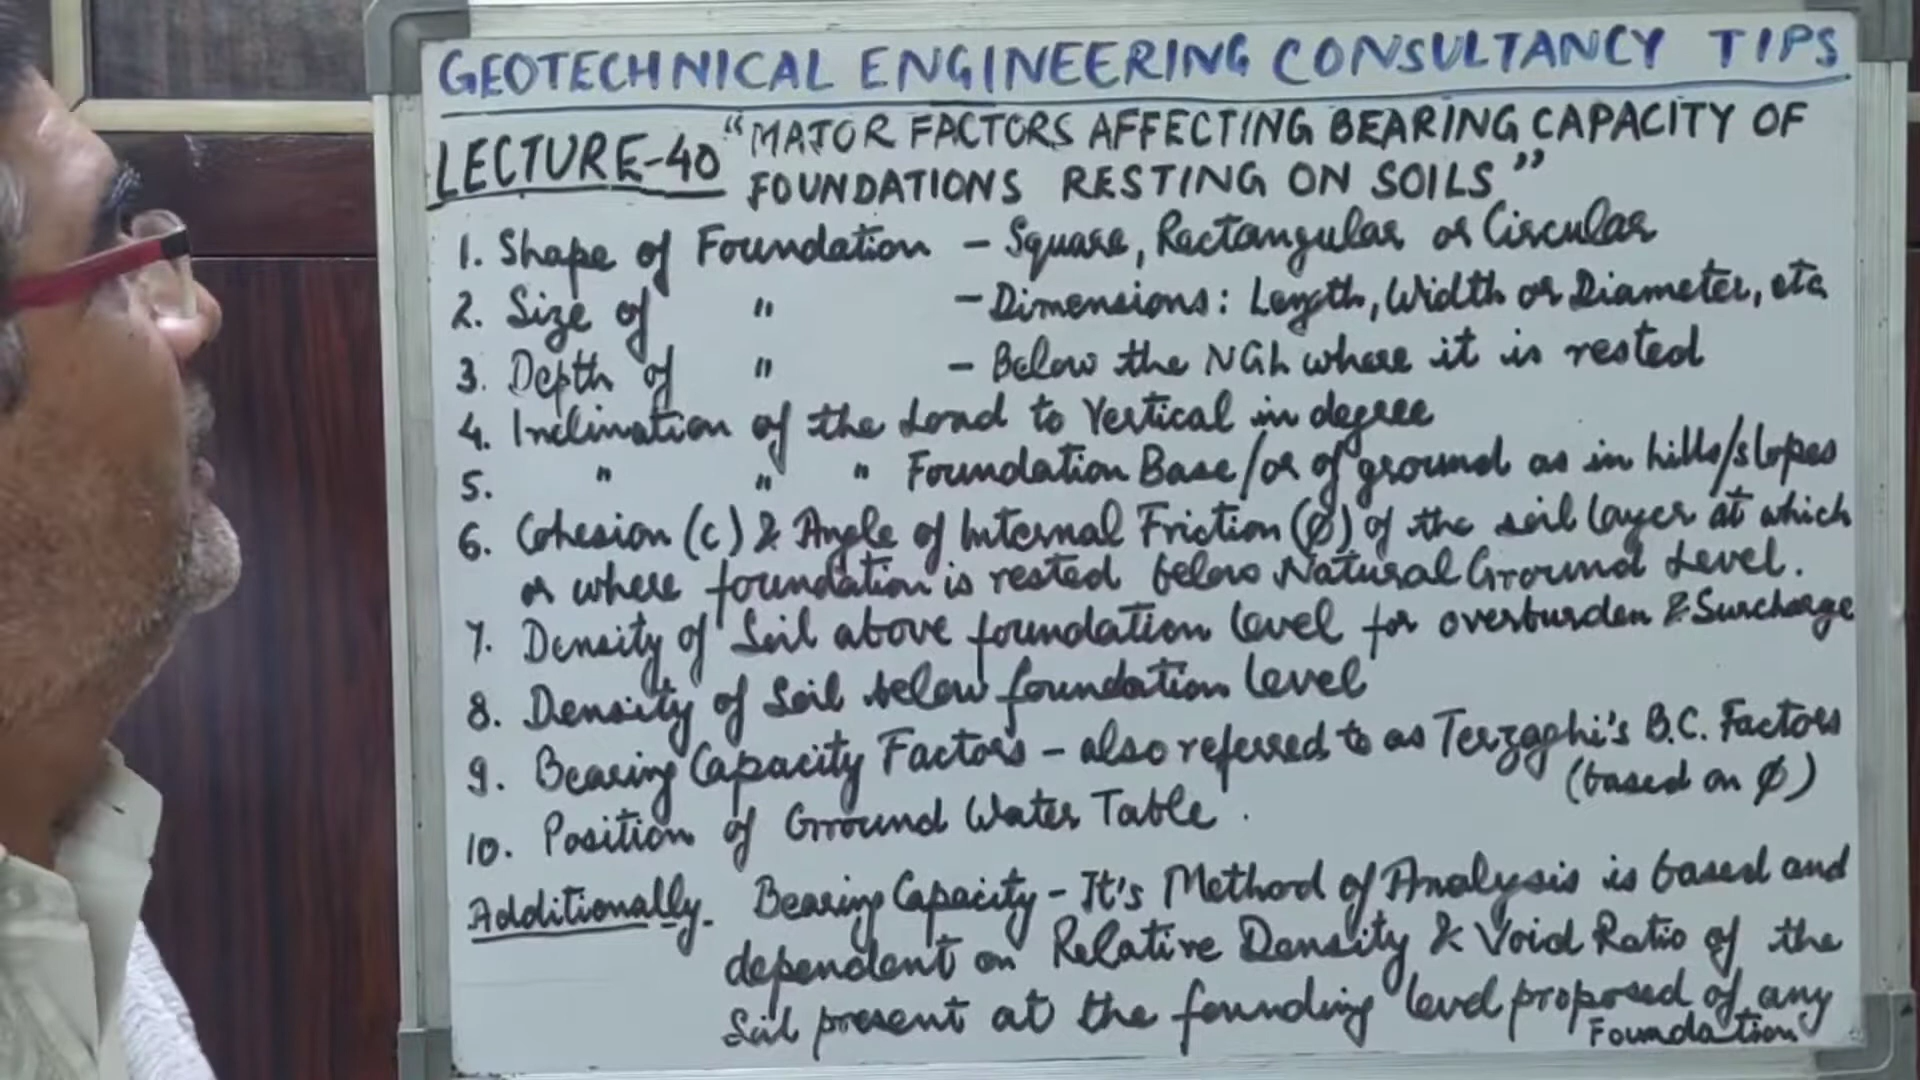 GEOTECHNICAL ENGINEERING CONSULTANCY TIPS
LECTURE-40 "MAJOR FACTORS AFFECTING BEARING CAPACITY OF
FOUNDATIONS RESTING ON SOILS"
1. Shape of Foundation - Square, Rectangular or Circular
2. Size of " - Dimensions: Length, Width or Diameter, etc
3. Depth of " - Below the NGL where it is rested
4. Inclination of the Load to Vertical in degree
5. " " " Foundation Base/or of ground as in hills/slopes
6. Cohesion (c) & Angle of Internal Friction (Ø) of the soil layer at which
or where foundation is rested below Natural Ground Level.
7. Density of Soil above foundation level for overburden & Surcharge
8. Density of Soil below foundation level
9. Bearing Capacity Factors - also referred to as Terzaghi's B.C. Factors
(based on Ø)
10. Position of Ground Water Table.
Additionally. Bearing Capacity - It's Method of Analysis is based and
dependent on Relative Density & Void Ratio of the
Soil present at the founding level proposed of any
Foundation